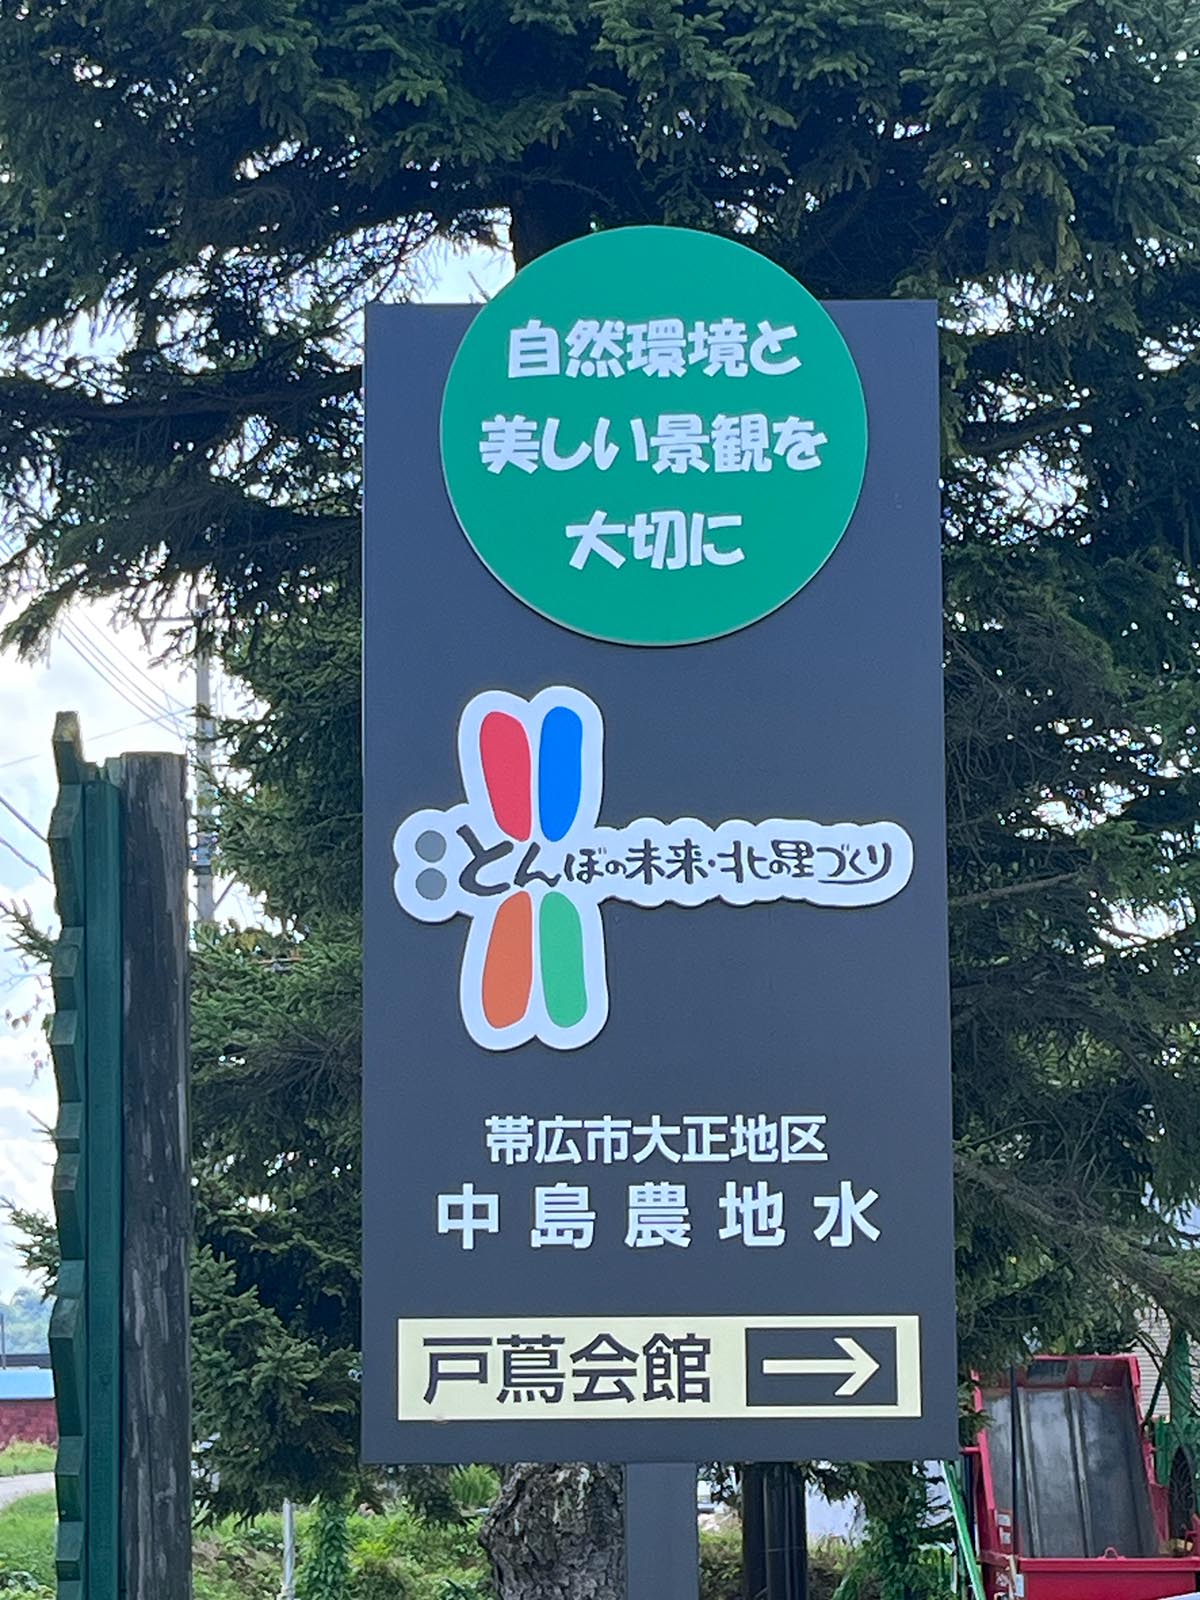 自然環境と
美しい景観を
大切に
とんぼの未来・北の里づくり
帯広市大正地区
中島農地水
戸蔦会館 →